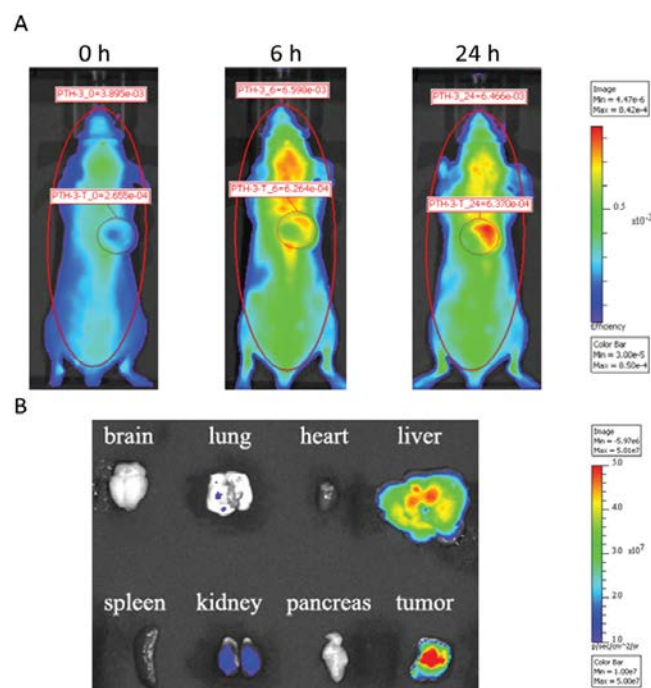 A
0 h 6 h 24 h
PTH-3_0=3.895e-03
PTH-3_6=6.598e-03
PTH-3_24=6.466e-03
PTH-3-T_0=2.655e-04
PTH-3-T_6=6.264e-04
PTH-3-T_24=6.370e-04
Image
Min = 4.47e-6
Max = 8.42e-4
0.5
Efficiency
Color Bar
Min = 3.00e-5
Max = 8.50e-4
B
brain lung heart liver
spleen kidney pancreas tumor
Image
Min = -5.97e6
Max = 5.01e7
5.0
4.0
3.0
x10^7
2.0
1.0
p/sec/cm^2/sr
Color Bar
Min = 1.00e7
Max = 5.00e7